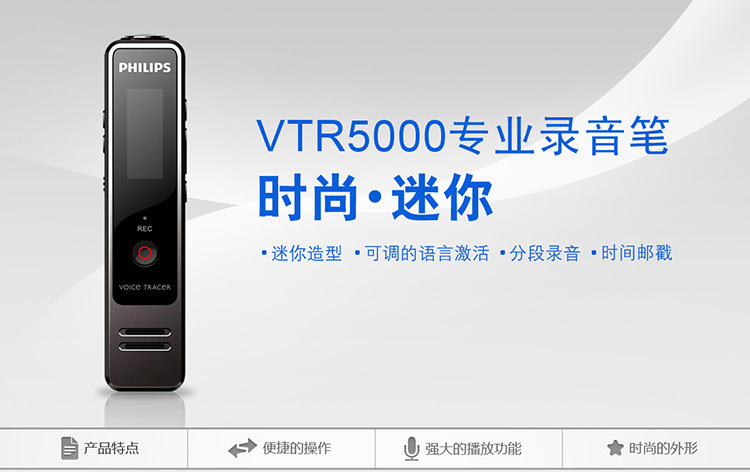 PHILIPS
REC
VOICE TRACER
VTR5000专业录音笔
时尚·迷你
·迷你造型 ·可调的语言激活 ·分段录音 ·时间邮戳
产品特点 便捷的操作 强大的播放功能 时尚的外形